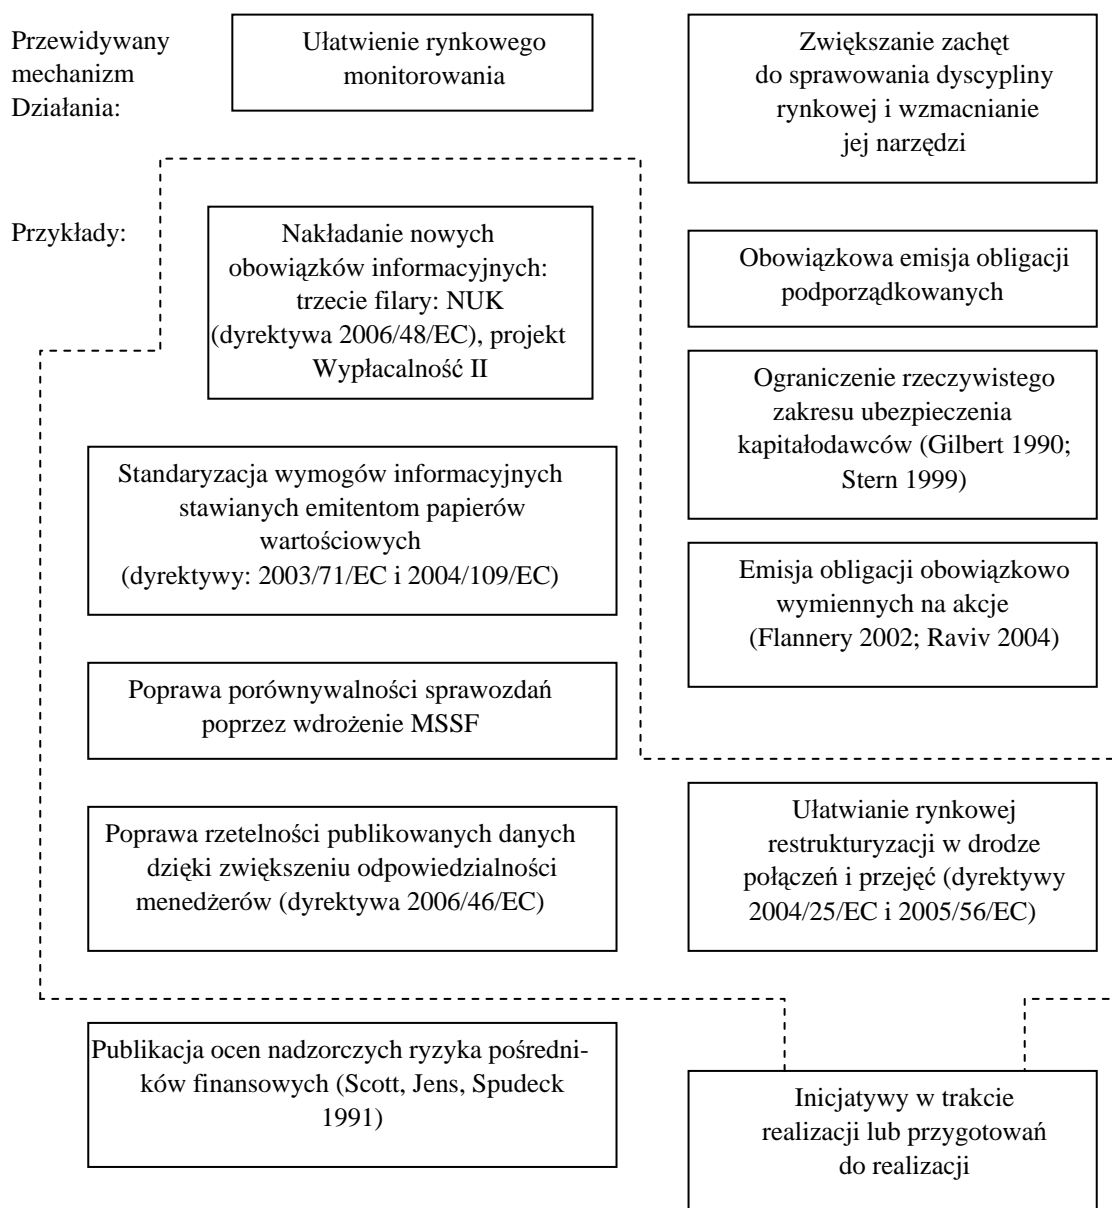 Przewidywany
mechanizm
Działania:
Ułatwienie rynkowego
monitorowania
Zwiększanie zachęt
do sprawowania dyscypliny
rynkowej i wzmacnianie
jej narzędzi
Przykłady:
Nakładanie nowych
obowiązków informacyjnych:
trzecie filary: NUK
(dyrektywa 2006/48/EC), projekt
Wypłacalność II
Standaryzacja wymogów informacyjnych
stawianych emitentom papierów
wartościowych
(dyrektywy: 2003/71/EC i 2004/109/EC)
Poprawa porównywalności sprawozdań
poprzez wdrożenie MSSF
Poprawa rzetelności publikowanych danych
dzięki zwiększeniu odpowiedzialności
menedżerów (dyrektywa 2006/46/EC)
Publikacja ocen nadzorczych ryzyka pośredni-
ków finansowych (Scott, Jens, Spudeck
1991)
Obowiązkowa emisja obligacji
podporządkowanych
Ograniczenie rzeczywistego
zakresu ubezpieczenia
kapitałodawców (Gilbert 1990;
Stern 1999)
Emisja obligacji obowiązkowo
wymiennych na akcje
(Flannery 2002; Raviv 2004)
Ułatwianie rynkowej
restrukturyzacji w drodze
połączeń i przejęć (dyrektywy
2004/25/EC i 2005/56/EC)
Inicjatywy w trakcie
realizacji lub przygotowań
do realizacji